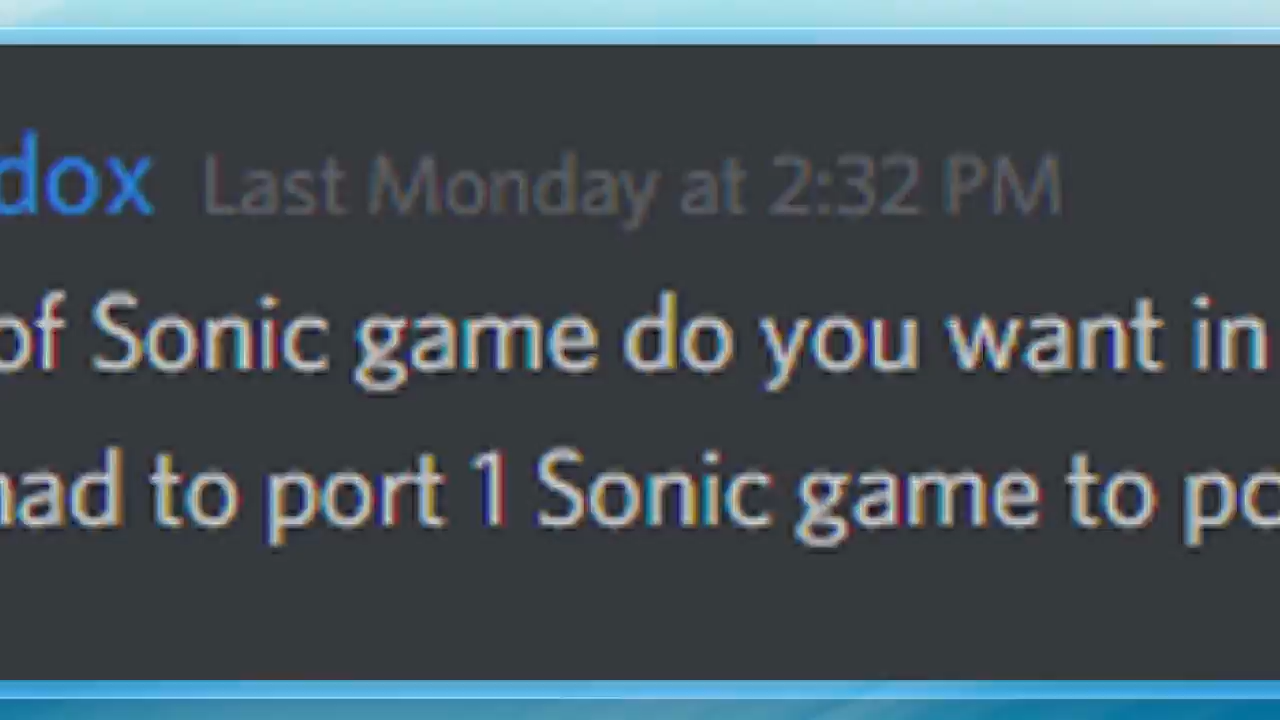 dox Last Monday at 2:32 PM
of Sonic game do you want in
had to port 1 Sonic game to